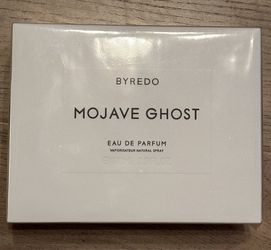 BYREDO
MOJAVE GHOST
EAU DE PARFUM
VAPORISATEUR NATURAL SPRAY